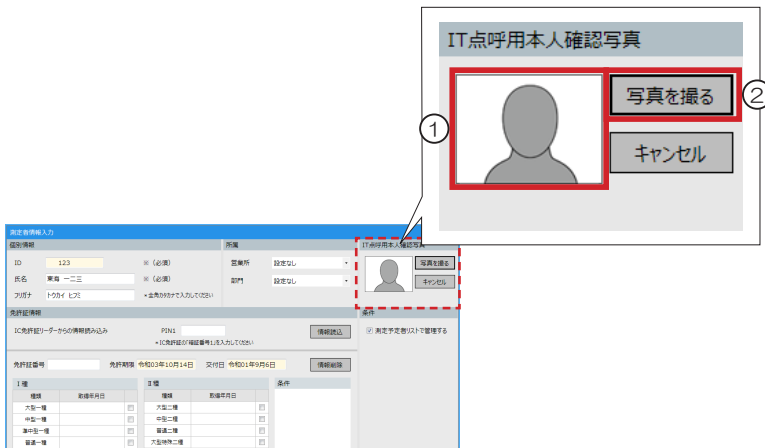 IT点呼用本人確認写真
①
写真を撮る
②
キャンセル
測定者情報入力
個別情報
所属
IT点呼用本人確認写真
ID
123
※ (必須)
営業所
設定なし
写真を撮る
氏名
東海 一二三
※ (必須)
部門
設定なし
キャンセル
フリガナ
トウカイ ヒフミ
※全角カタカナで入力してください
免許証情報
条件
IC免許証リーダーからの情報読み込み
PIN1
情報読込
測定予定者リストで管理する
※IC免許証の「暗証番号1」を入力してください
免許証番号
免許期限
令和03年10月14日
交付日
令和01年9月6日
情報削除
Ⅰ種
Ⅱ種
条件
種類
取得年月日
種類
取得年月日
大型一種
大型二種
中型一種
中型二種
準中型一種
普通二種
普通一種
大型特殊二種